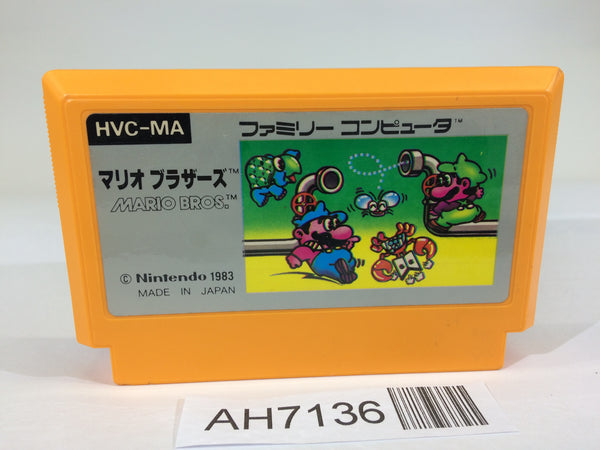 HVC-MA
ファミリー コンピュータ™
マリオ ブラザーズ™
MARIO BROS.™
© Nintendo 1983
MADE IN JAPAN
AH7136